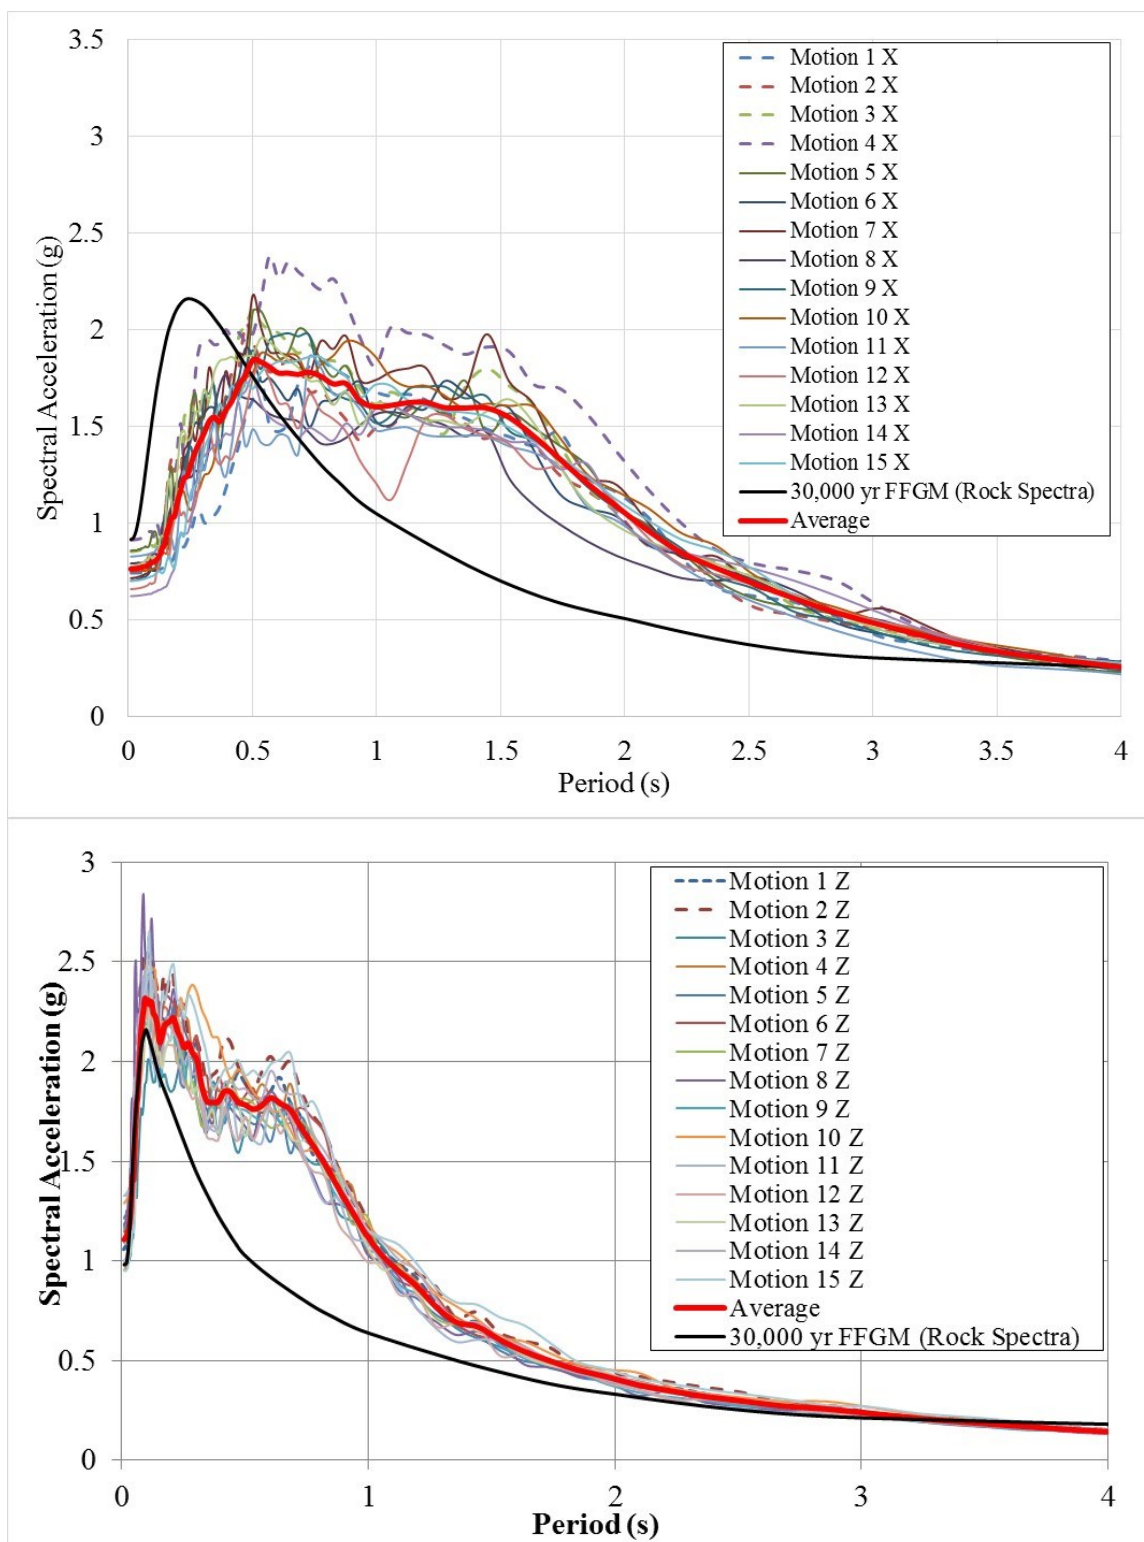 3.5
3
2.5
2
1.5
1
0.5
0
Spectral Acceleration (g)
Motion 1 X
Motion 2 X
Motion 3 X
Motion 4 X
Motion 5 X
Motion 6 X
Motion 7 X
Motion 8 X
Motion 9 X
Motion 10 X
Motion 11 X
Motion 12 X
Motion 13 X
Motion 14 X
Motion 15 X
30,000 yr FFGM (Rock Spectra)
Average
0 0.5 1 1.5 2 2.5 3 3.5 4
Period (s)
3
2.5
2
1.5
1
0.5
0
Spectral Acceleration (g)
Motion 1 Z
Motion 2 Z
Motion 3 Z
Motion 4 Z
Motion 5 Z
Motion 6 Z
Motion 7 Z
Motion 8 Z
Motion 9 Z
Motion 10 Z
Motion 11 Z
Motion 12 Z
Motion 13 Z
Motion 14 Z
Motion 15 Z
Average
30,000 yr FFGM (Rock Spectra)
0 1 2 3 4
Period (s)